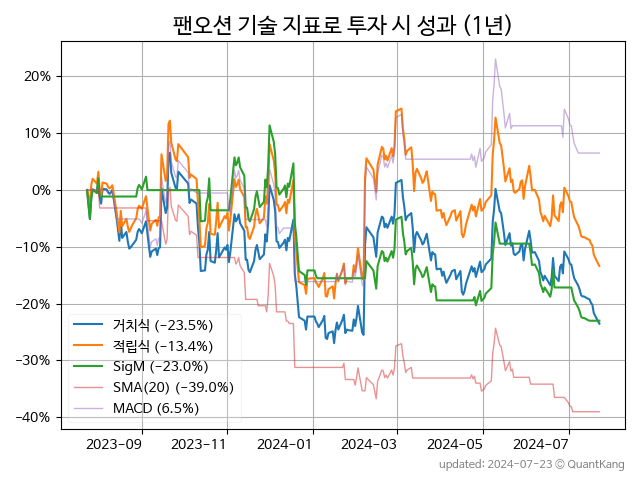 팬오션 기술 지표로 투자 시 성과 (1년)
20%
10%
0%
−10%
−20%
−30%
−40%
거치식 (−23.5%)
적립식 (−13.4%)
SigM (−23.0%)
SMA(20) (−39.0%)
MACD (6.5%)
2023−09 2023−11 2024−01 2024−03 2024−05 2024−07
updated: 2024−07−23 ⓒ QuantKang